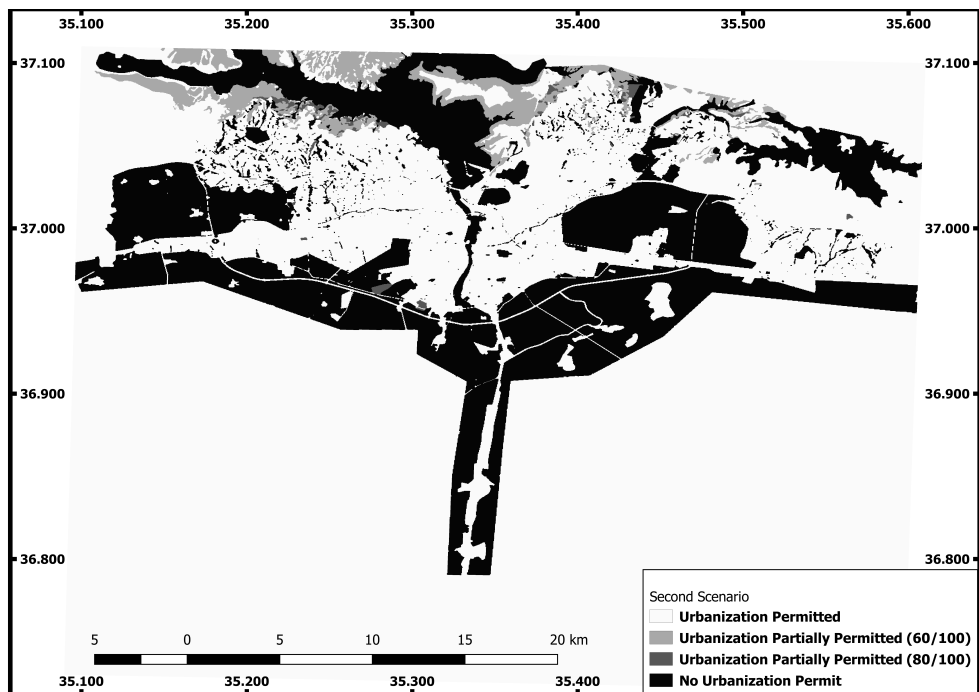 35.100 35.200 35.300 35.400 35.500 35.600
37.100 37.100
37.000 37.000
36.900 36.900
36.800 36.800
Second Scenario
Urbanization Permitted
Urbanization Partially Permitted (60/100)
Urbanization Partially Permitted (80/100)
No Urbanization Permit
5 0 5 10 15 20 km
35.100 35.200 35.300 35.400